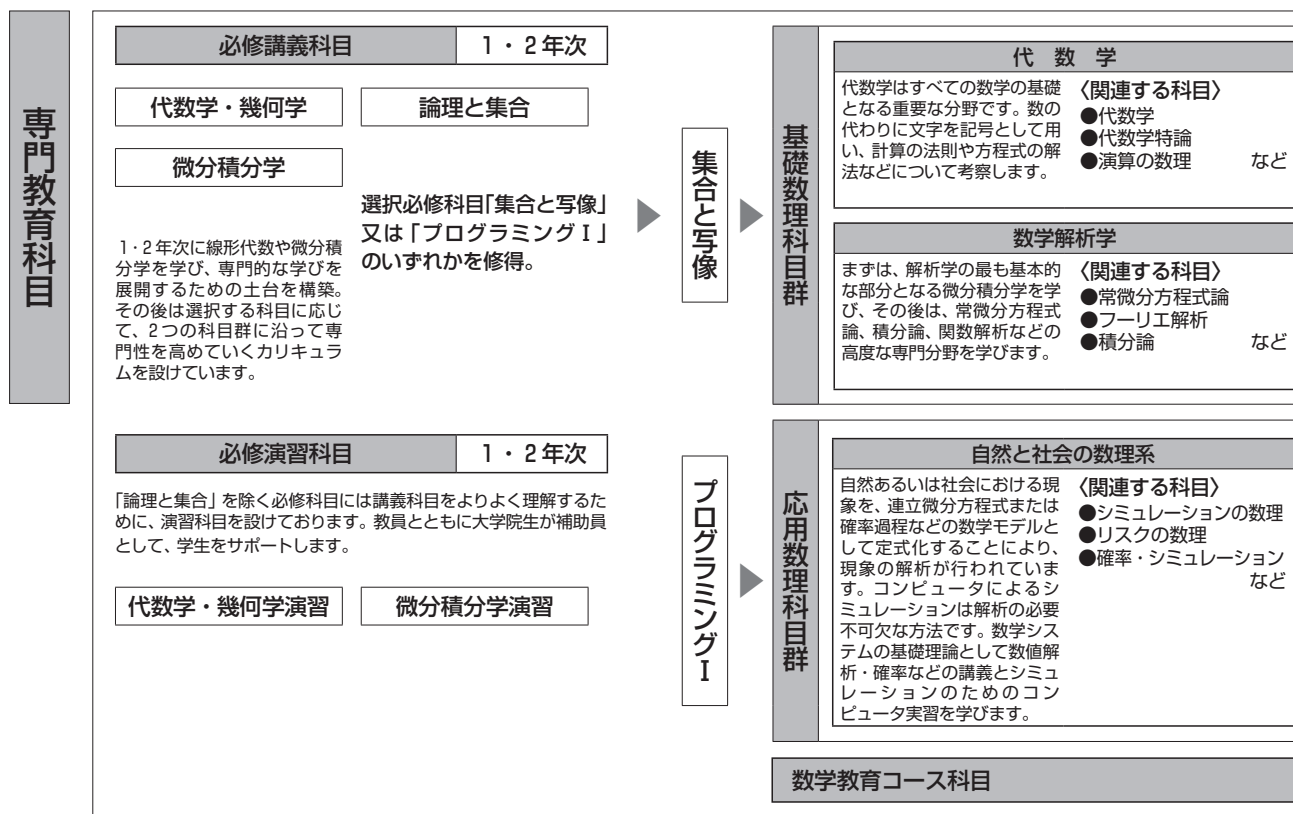 専門教育科目
必修講義科目 1・2年次
代数学・幾何学 論理と集合
微分積分学
1・2年次に線形代数や微分積
分学を学び、専門的な学びを
展開するための土台を構築。
その後は選択する科目に応じ
て、2つの科目群に沿って専
門性を高めていくカリキュラ
ムを設けています。
選択必修科目「集合と写像」
又は「プログラミングⅠ」
のいずれかを修得。
▶
集合と写像
▶
基礎数理科目群
代 数 学
代数学はすべての数学の基礎
となる重要な分野です。数の
代わりに文字を記号として用
い、計算の法則や方程式の解
法などについて考察します。
〈関連する科目〉
●代数学
●代数学特論
●演算の数理 など
数学解析学
まずは、解析学の最も基本的
な部分となる微分積分学を学
び、その後は、常微分方程式
論、積分論、関数解析などの
高度な専門分野を学びます。
〈関連する科目〉
●常微分方程式論
●フーリエ解析
●積分論 など
必修演習科目 1・2年次
「論理と集合」を除く必修科目には講義科目をよりよく理解するた
めに、演習科目を設けております。教員とともに大学院生が補助員
として、学生をサポートします。
代数学・幾何学演習 微分積分学演習
プログラミングⅠ
▶
応用数理科目群
自然と社会の数理系
自然あるいは社会における現
象を、連立微分方程式または
確率過程などの数学モデルと
して定式化することにより、
現象の解析が行われていま
す。コンピュータによるシ
ミュレーションは解析の必要
不可欠な方法です。数学シス
テムの基礎理論として数値解
析・確率などの講義とシミュ
レーションのためのコン
ピュータ実習を学びます。
〈関連する科目〉
●シミュレーションの数理
●リスクの数理
●確率・シミュレーション
など
数学教育コース科目